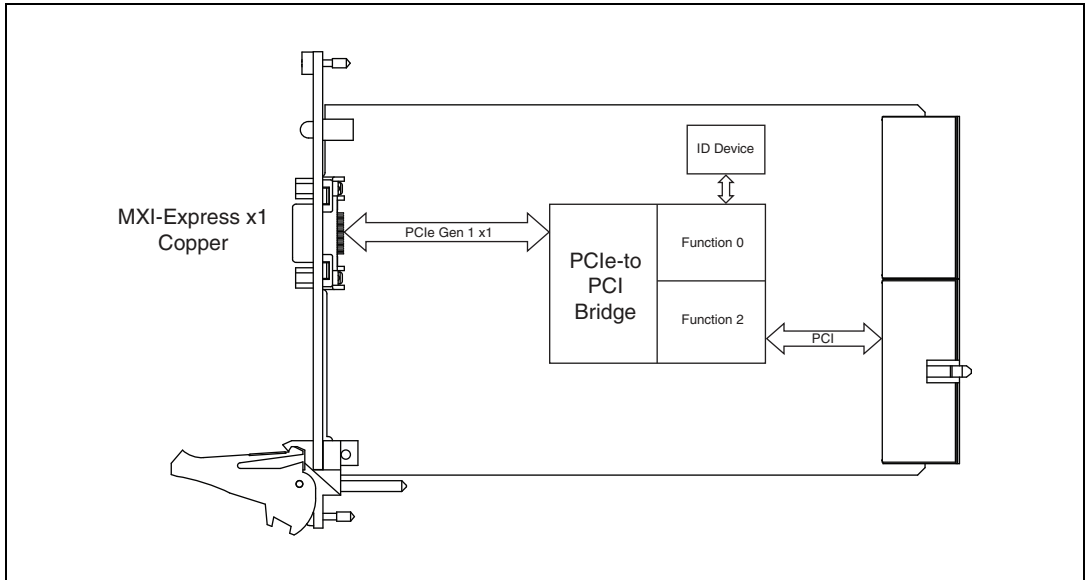 ID Device
MXI-Express x1
Copper
PCIe Gen 1 x1
PCIe-to
PCI
Bridge
Function 0
Function 2
PCI